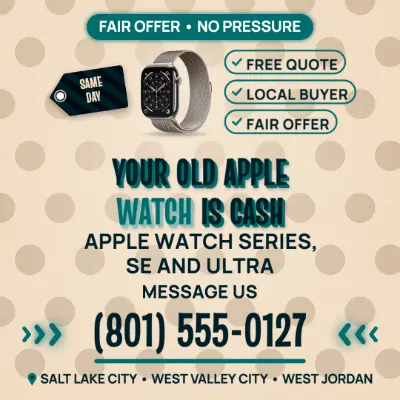 FAIR OFFER • NO PRESSURE
SAME
DAY
✓ FREE QUOTE
✓ LOCAL BUYER
✓ FAIR OFFER
YOUR OLD APPLE
WATCH IS CASH
APPLE WATCH SERIES,
SE AND ULTRA
MESSAGE US
(801) 555-0127
SALT LAKE CITY • WEST VALLEY CITY • WEST JORDAN